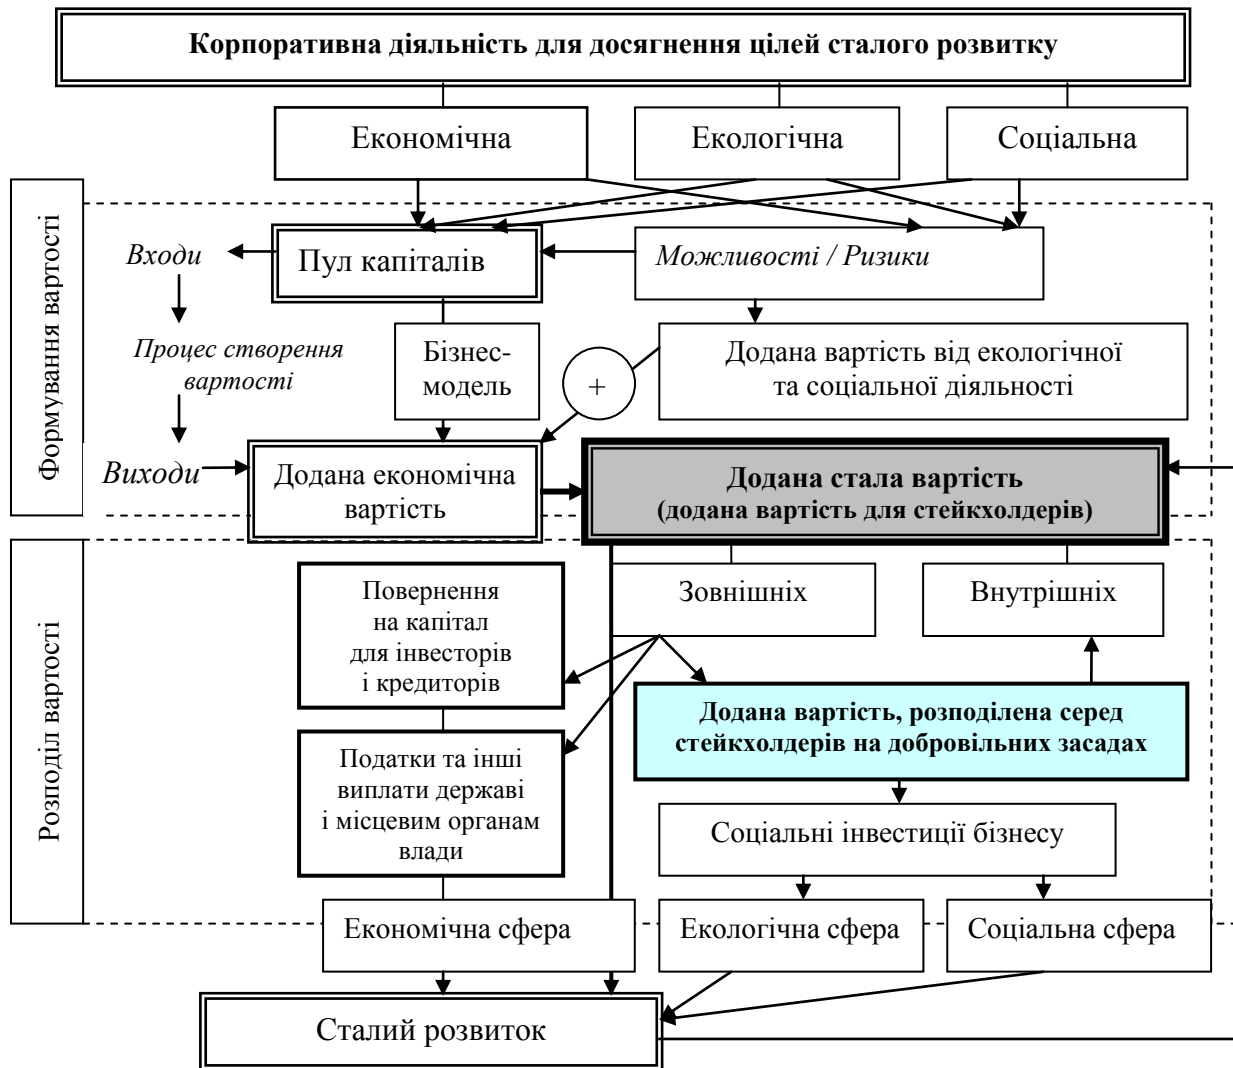 Корпоративна діяльність для досягнення цілей сталого розвитку
Економічна
Екологічна
Соціальна
Формування вартості
Входи
Пул капіталів
Можливості / Ризики
Процес створення
вартості
Бізнес-
модель
+
Додана вартість від екологічної
та соціальної діяльності
Виходи
Додана економічна
вартість
Додана стала вартість
(додана вартість для стейкхолдерів)
Розподіл вартості
Повернення
на капітал
для інвесторів
і кредиторів
Зовнішніх
Внутрішніх
Додана вартість, розподілена серед
стейкхолдерів на добровільних засадах
Податки та інші
виплати державі
і місцевим органам
влади
Соціальні інвестиції бізнесу
Економічна сфера
Екологічна сфера
Соціальна сфера
Сталий розвиток